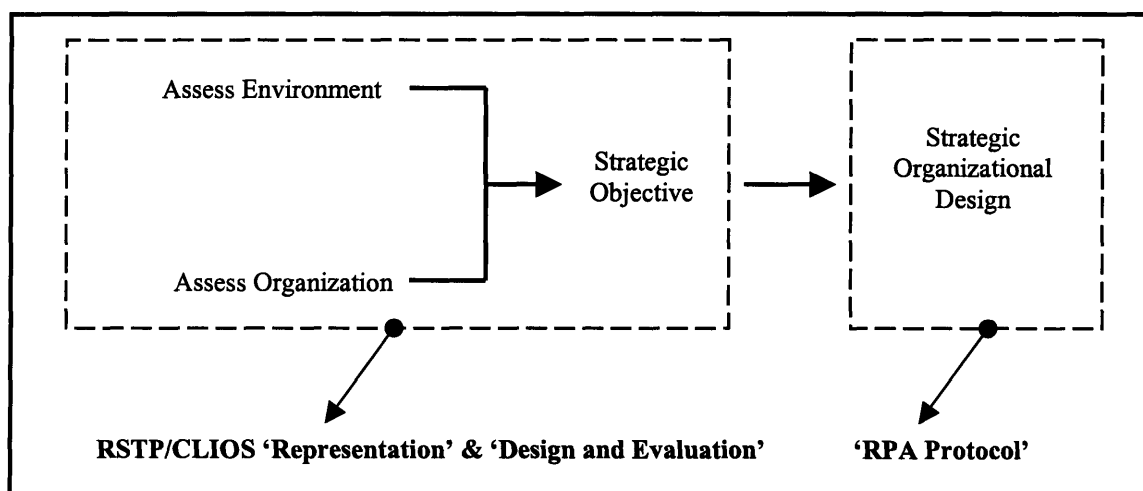 Assess Environment
Strategic
Objective
Assess Organization
Strategic
Organizational
Design
RSTP/CLIOS ‘Representation’ & ‘Design and Evaluation’
‘RPA Protocol’